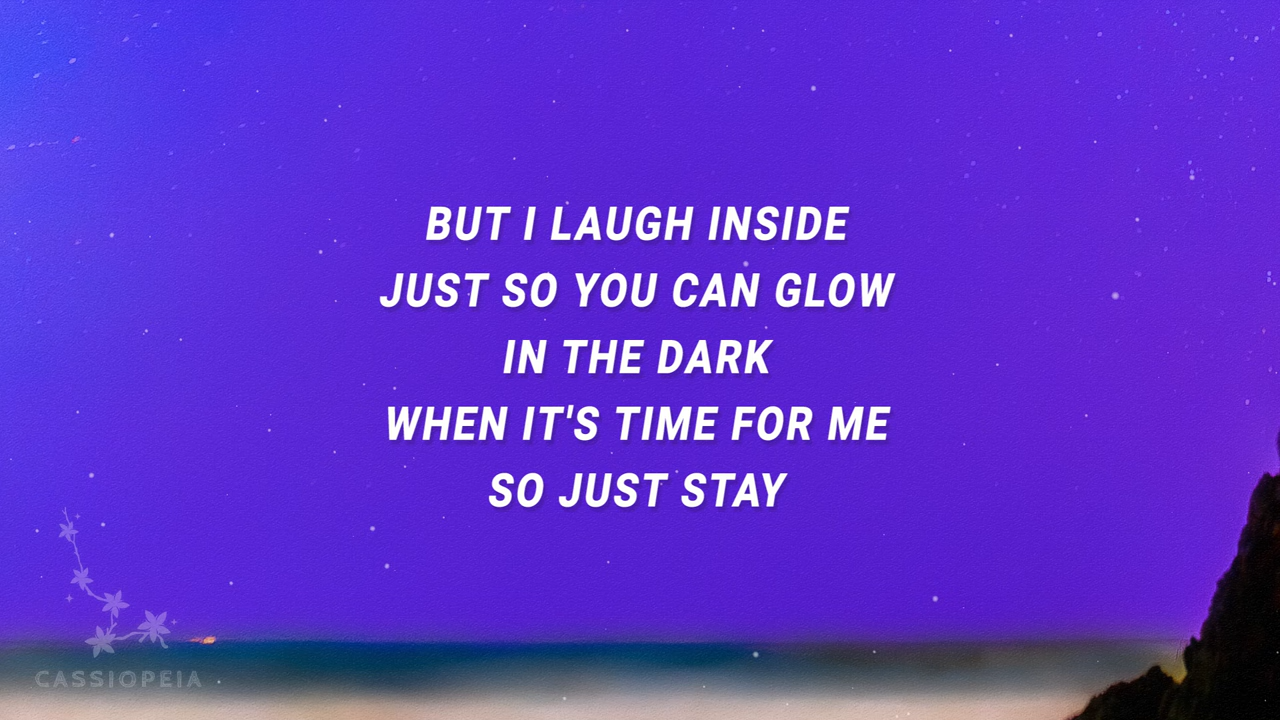 BUT I LAUGH INSIDE
JUST SO YOU CAN GLOW
IN THE DARK
WHEN IT'S TIME FOR ME
SO JUST STAY
CASSIOPEIA